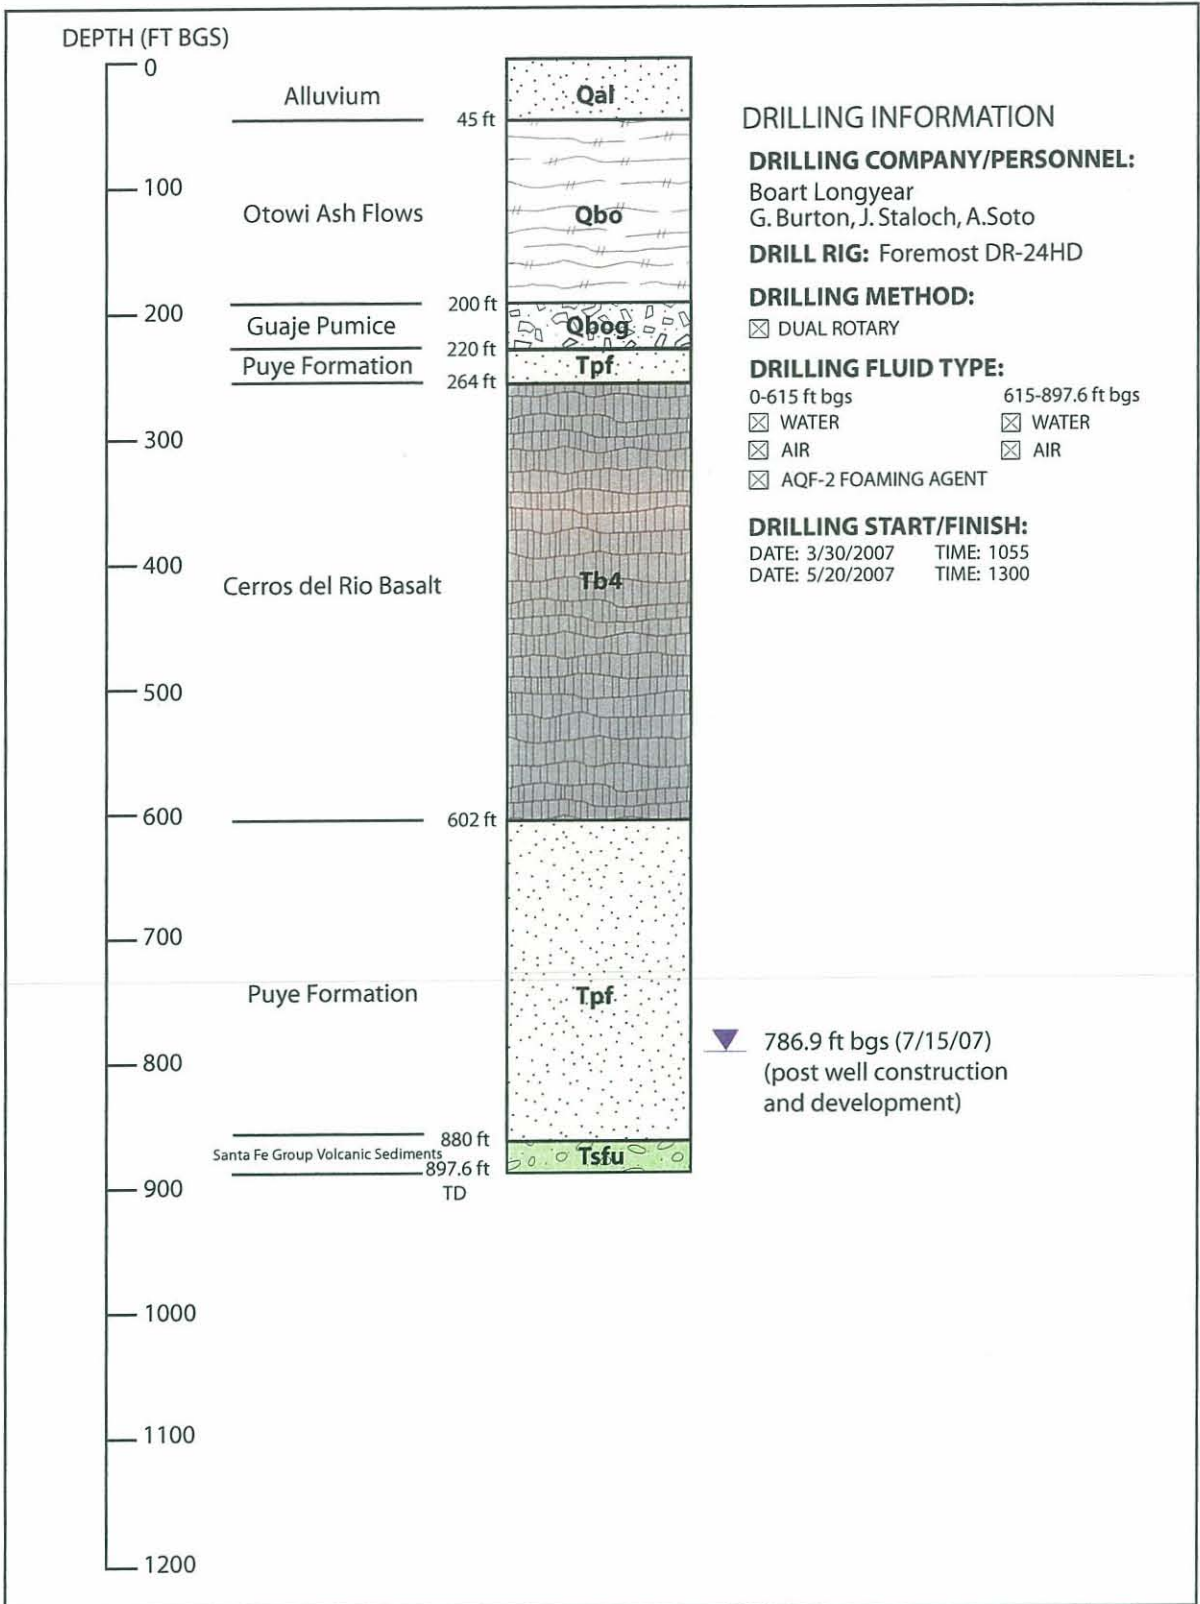 DEPTH (FT BGS)
0
Alluvium
Qal
45 ft
100
Otowi Ash Flows
Qbo
200
200 ft
Guaje Pumice
Qbog
220 ft
Puye Formation
Tpf
264 ft
300
400
Cerros del Rio Basalt
Tb4
500
600
602 ft
700
Puye Formation
Tpf
800
880 ft
Santa Fe Group Volcanic Sediments
Tsfu
897.6 ft
TD
900
1000
1100
1200
DRILLING INFORMATION
DRILLING COMPANY/PERSONNEL:
Boart Longyear
G. Burton, J. Staloch, A.Soto
DRILL RIG: Foremost DR-24HD
DRILLING METHOD:
☒ DUAL ROTARY
DRILLING FLUID TYPE:
0-615 ft bgs 615-897.6 ft bgs
☒ WATER ☒ WATER
☒ AIR ☒ AIR
☒ AQF-2 FOAMING AGENT
DRILLING START/FINISH:
DATE: 3/30/2007 TIME: 1055
DATE: 5/20/2007 TIME: 1300
786.9 ft bgs (7/15/07)
(post well construction
and development)